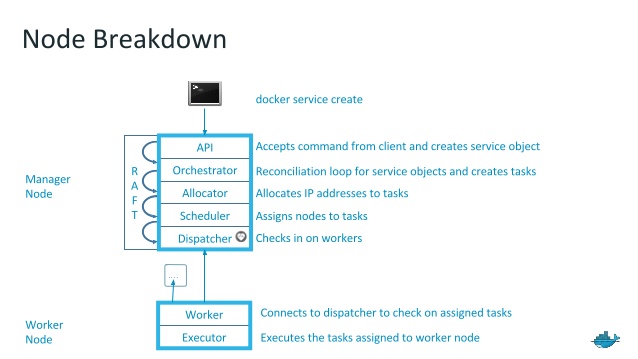 Node Breakdown
docker service create
API
Accepts command from client and creates service object
Orchestrator
Reconciliation loop for service objects and creates tasks
Allocator
Allocates IP addresses to tasks
Scheduler
Assigns nodes to tasks
Dispatcher
Checks in on workers
Manager
Node
R
A
F
T
....
Worker
Connects to dispatcher to check on assigned tasks
Executor
Executes the tasks assigned to worker node
Worker
Node